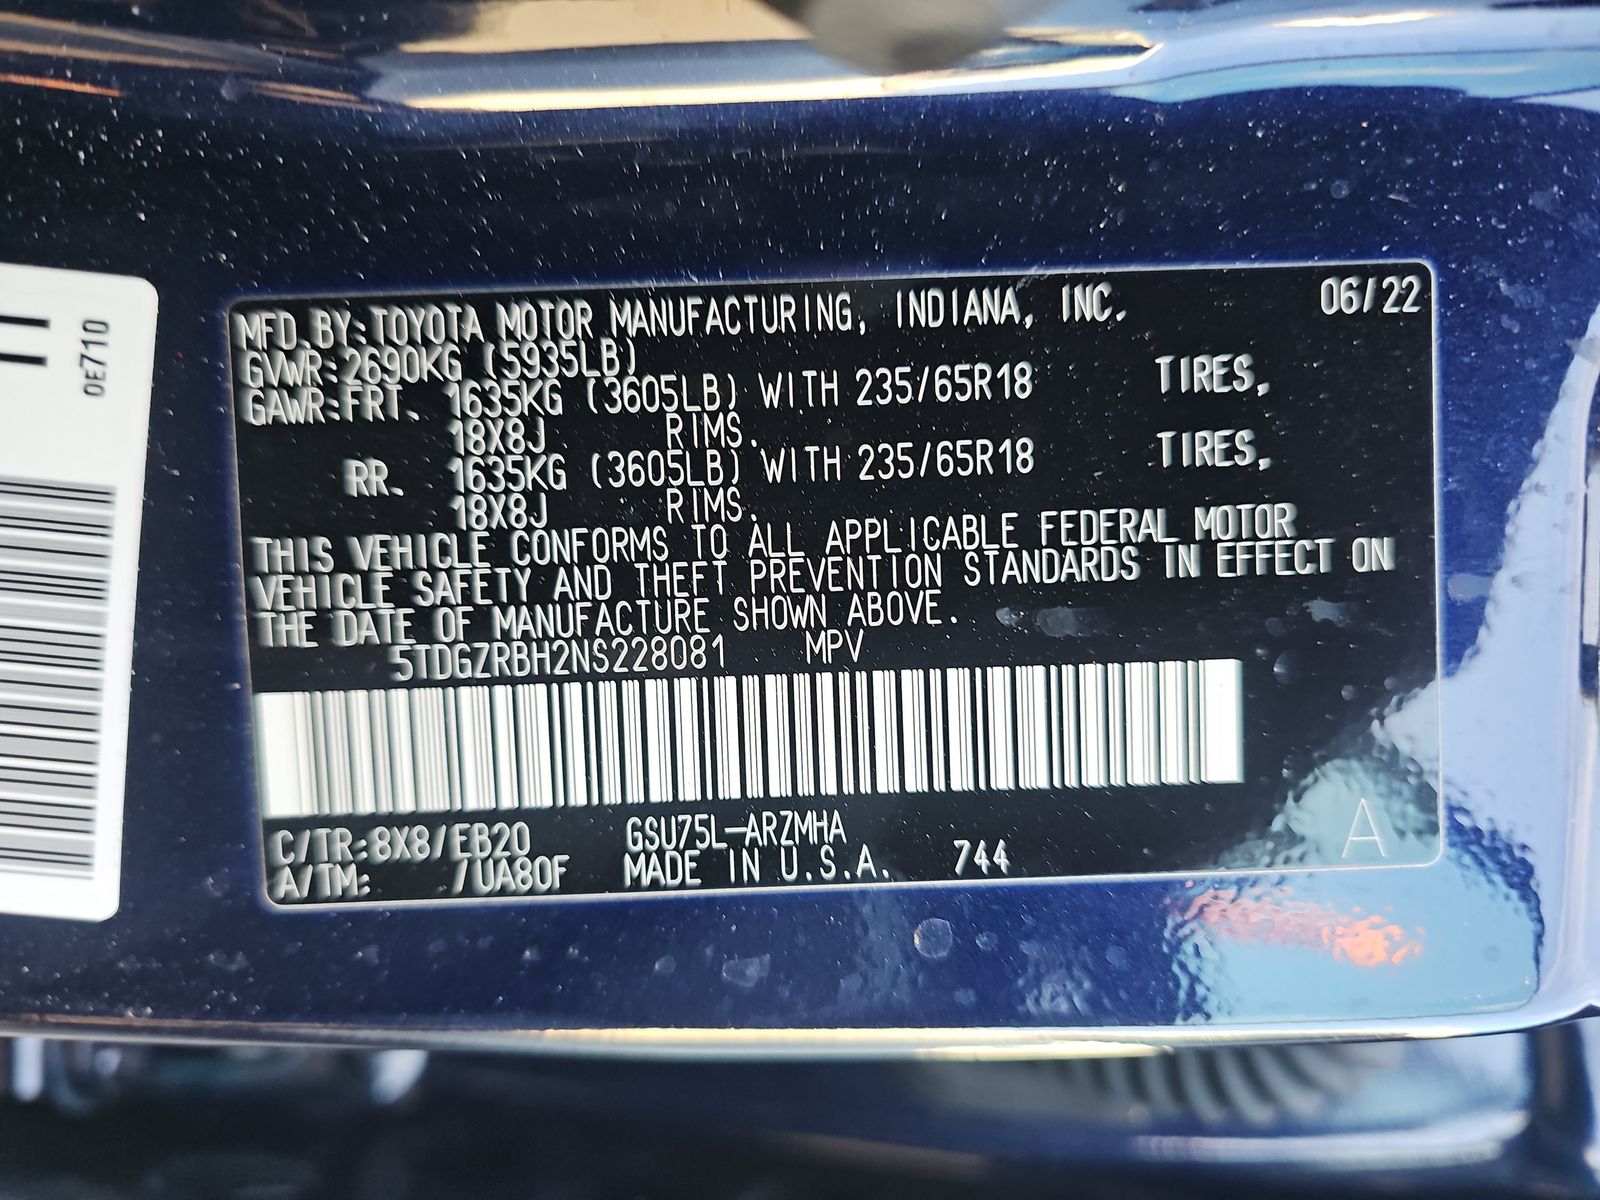 MFD. BY: TOYOTA MOTOR MANUFACTURING, INDIANA, INC. 06/22
GVWR: 2690KG (5935LB)
GAWR: FRT. 1635KG (3605LB) WITH 235/65R18 TIRES,
18X8J RIMS.
RR. 1635KG (3605LB) WITH 235/65R18 TIRES,
18X8J RIMS.
THIS VEHICLE CONFORMS TO ALL APPLICABLE FEDERAL MOTOR
VEHICLE SAFETY AND THEFT PREVENTION STANDARDS IN EFFECT ON
THE DATE OF MANUFACTURE SHOWN ABOVE.
5TDGZRBH2NS228081 MPV
C/TR: 8X8/EB20 GSU75L-ARZMHA
A/TM: /UA80F MADE IN U.S.A. 744
A
0E710